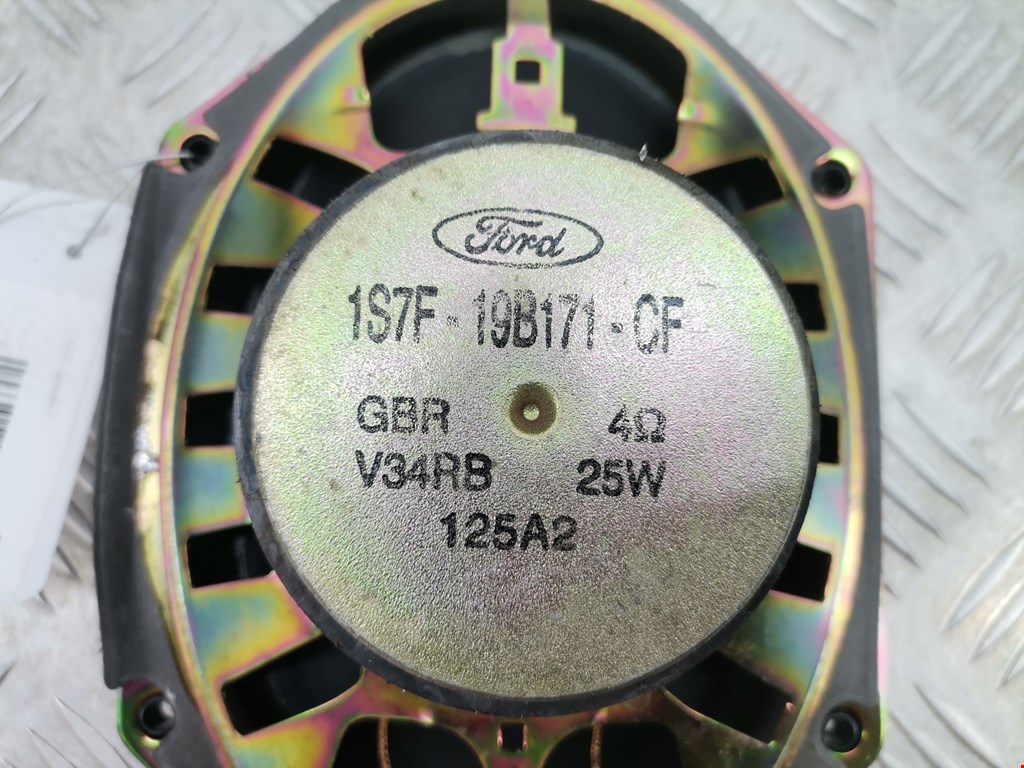 Ford
1S7F - 19B171 - CF
GBR 4Ω
V34RB 25W
125A2